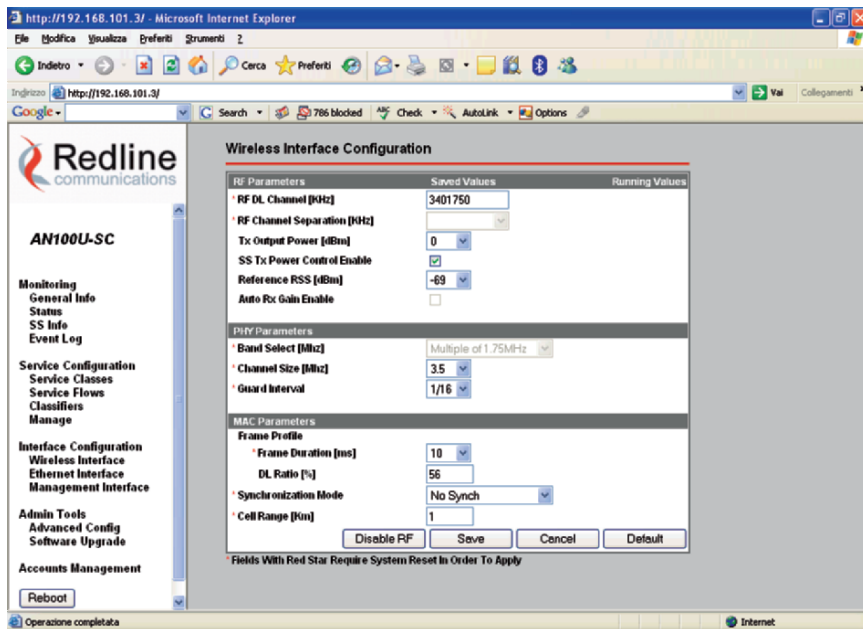 http://192.168.101.3/ - Microsoft Internet Explorer
File Modifica Visualizza Preferiti Strumenti ?
Indietro Cerca Preferiti
Indirizzo http://192.168.101.3/ Vai Collegamenti
Google Search 786 blocked ABC Check AutoLink Options
Redline
communications
AN100U-SC
Monitoring
General Info
Status
SS Info
Event Log
Service Configuration
Service Classes
Service Flows
Classifiers
Manage
Interface Configuration
Wireless Interface
Ethernet Interface
Management Interface
Admin Tools
Advanced Config
Software Upgrade
Accounts Management
Reboot
Wireless Interface Configuration
RF Parameters Saved Values Running Values
* RF DL Channel [KHz] 3401750
* RF Channel Separation [KHz]
Tx Output Power [dBm] 0
SS Tx Power Control Enable
Reference RSS [dBm] -69
Auto Rx Gain Enable
PHY Parameters
* Band Select [Mhz] Multiple of 1.75MHz
* Channel Size [Mhz] 3.5
* Guard Interval 1/16
MAC Parameters
Frame Profile
* Frame Duration [ms] 10
DL Ratio [%] 56
* Synchronization Mode No Synch
* Cell Range [Km] 1
Disable RF Save Cancel Default
* Fields With Red Star Require System Reset In Order To Apply
Operazione completata Internet